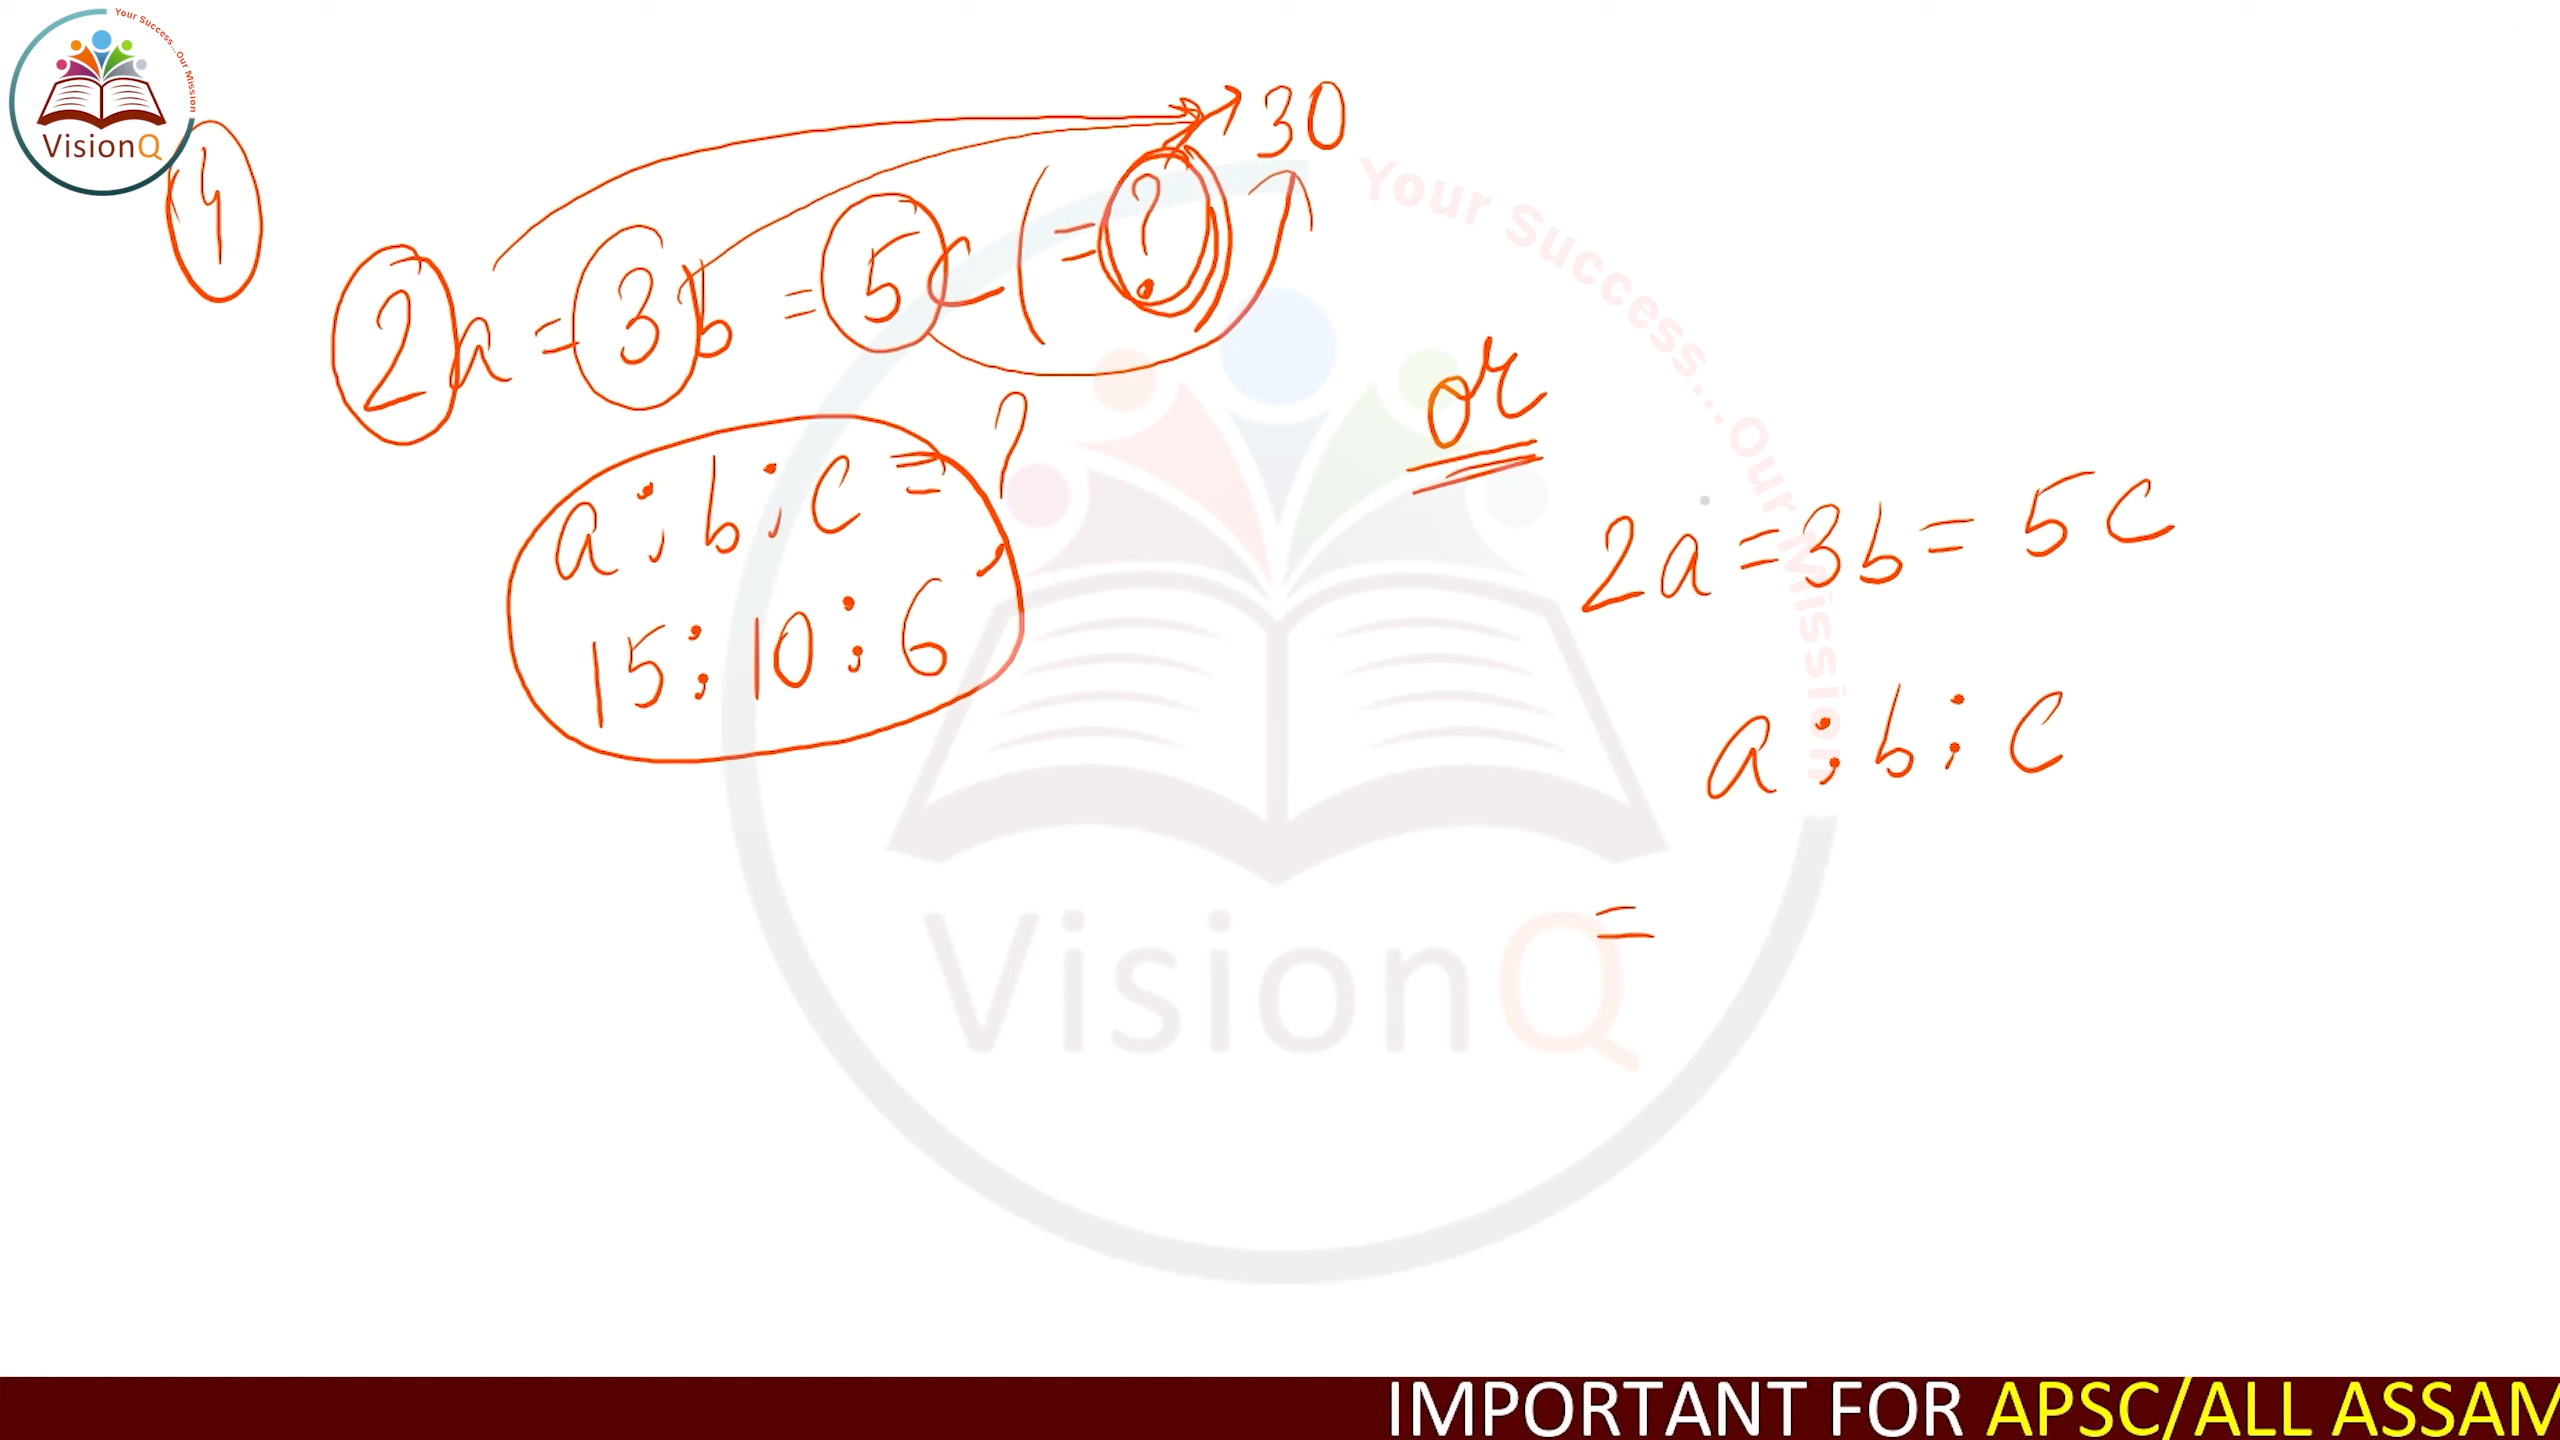 Your Success...Our Mission
VisionQ
4
30
2a = 3b = 5c ( = ? )
a : b : c = ?
15 : 10 : 6
or
2a = 3b = 5c
a : b : c
=
Your Success...Our Mission
VisionQ
IMPORTANT FOR APSC/ALL ASSAM